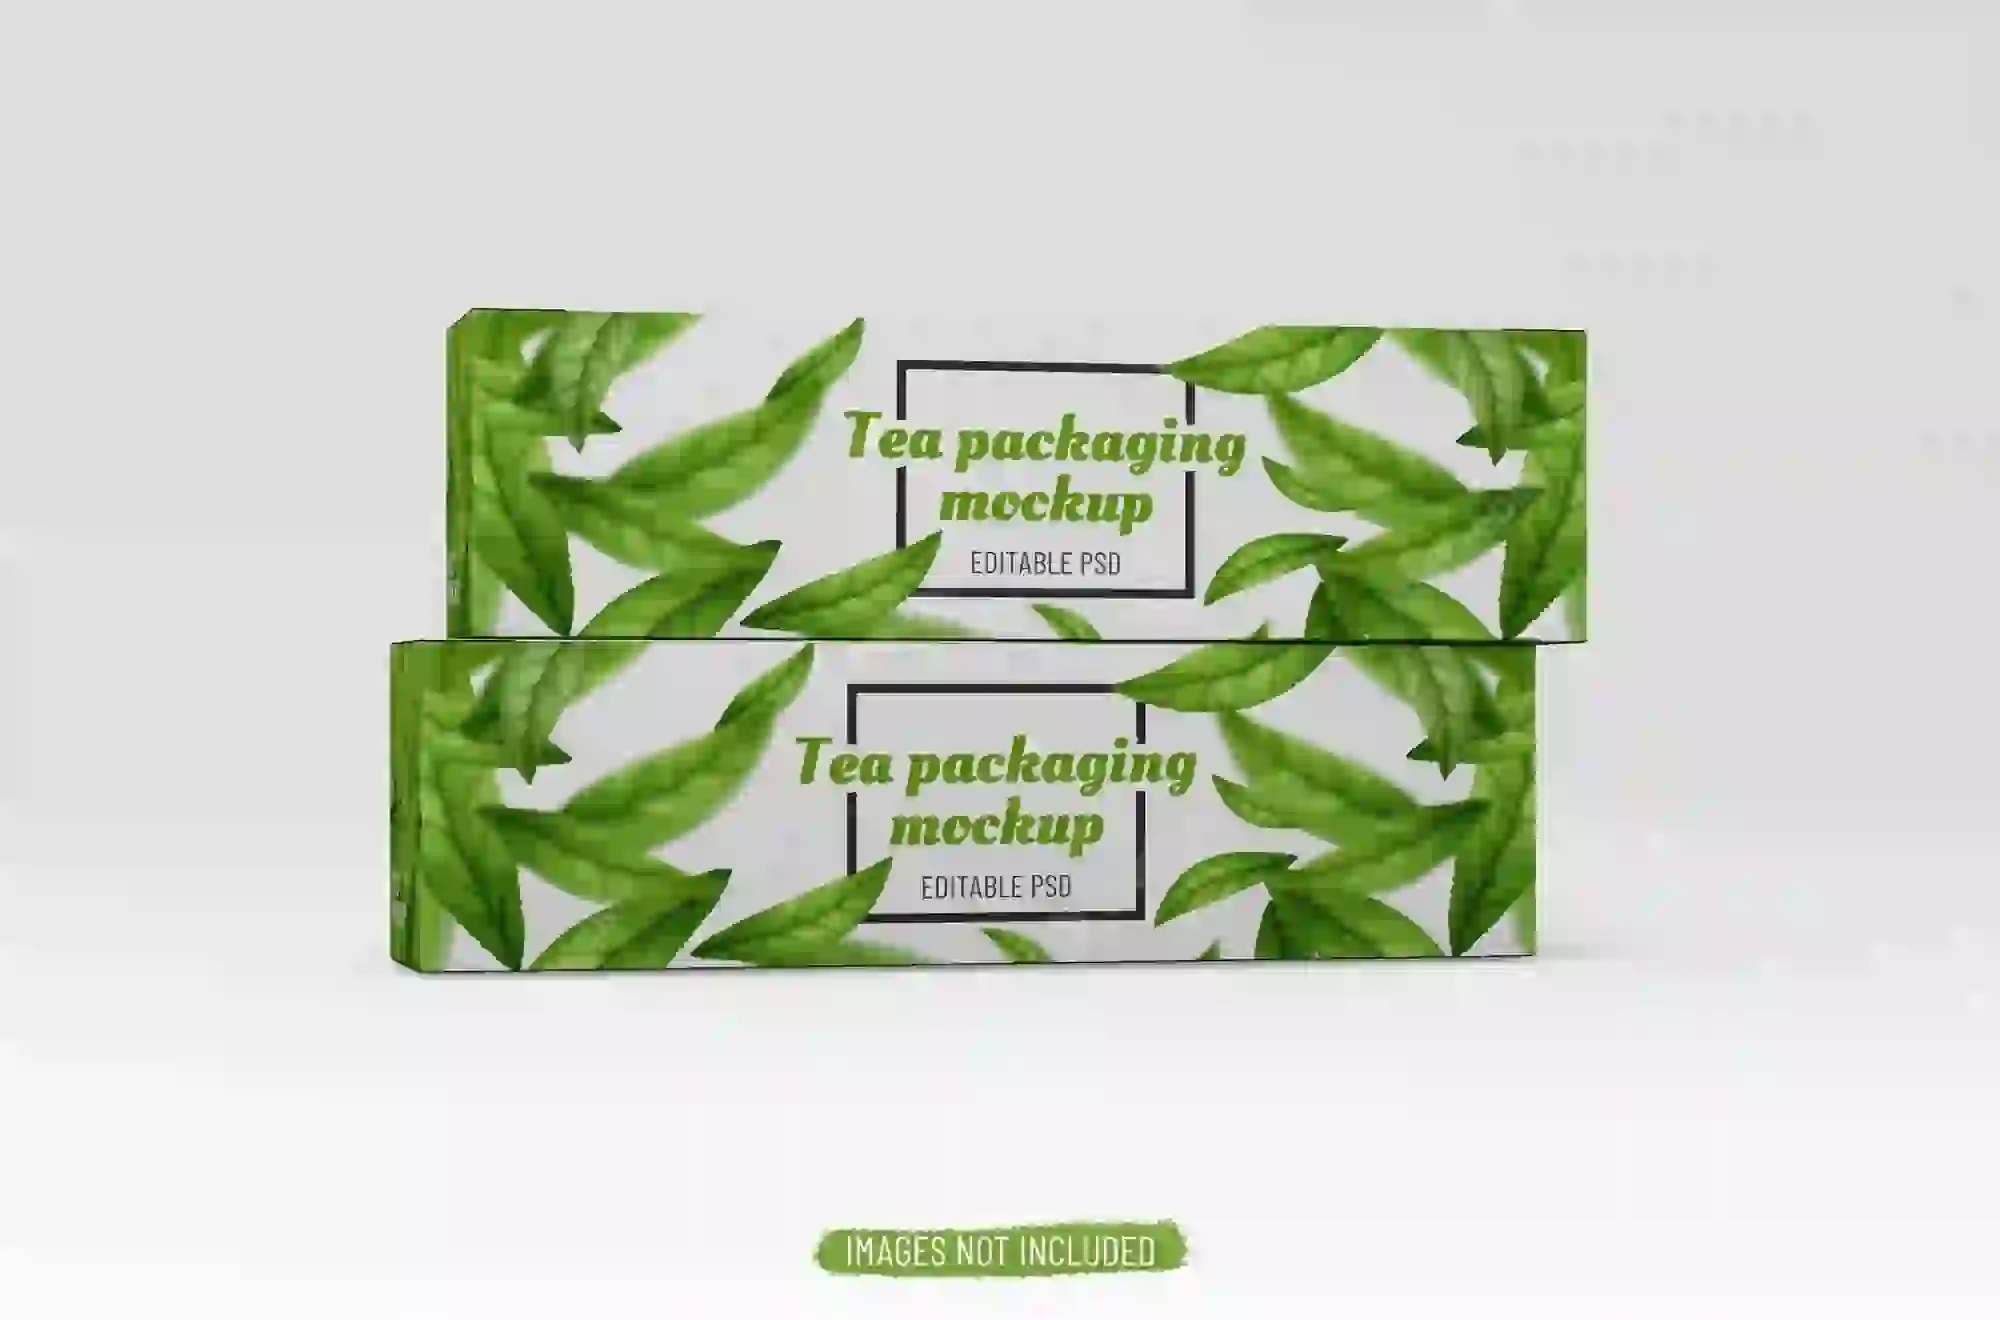 Tea packaging
mockup
EDITABLE PSD
Tea packaging
mockup
EDITABLE PSD
IMAGES NOT INCLUDED